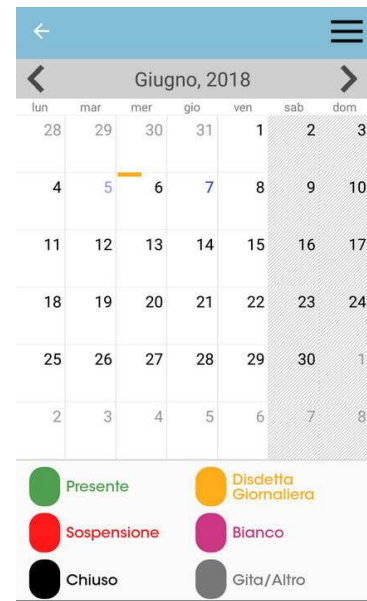 Giugno, 2018
lun mar mer gio ven sab dom
28 29 30 31 1 2 3
4 5 6 7 8 9 10
11 12 13 14 15 16 17
18 19 20 21 22 23 24
25 26 27 28 29 30 1
2 3 4 5 6 7 8
Presente
Disdetta
Giornaliera
Sospensione
Bianco
Chiuso
Gita/Altro